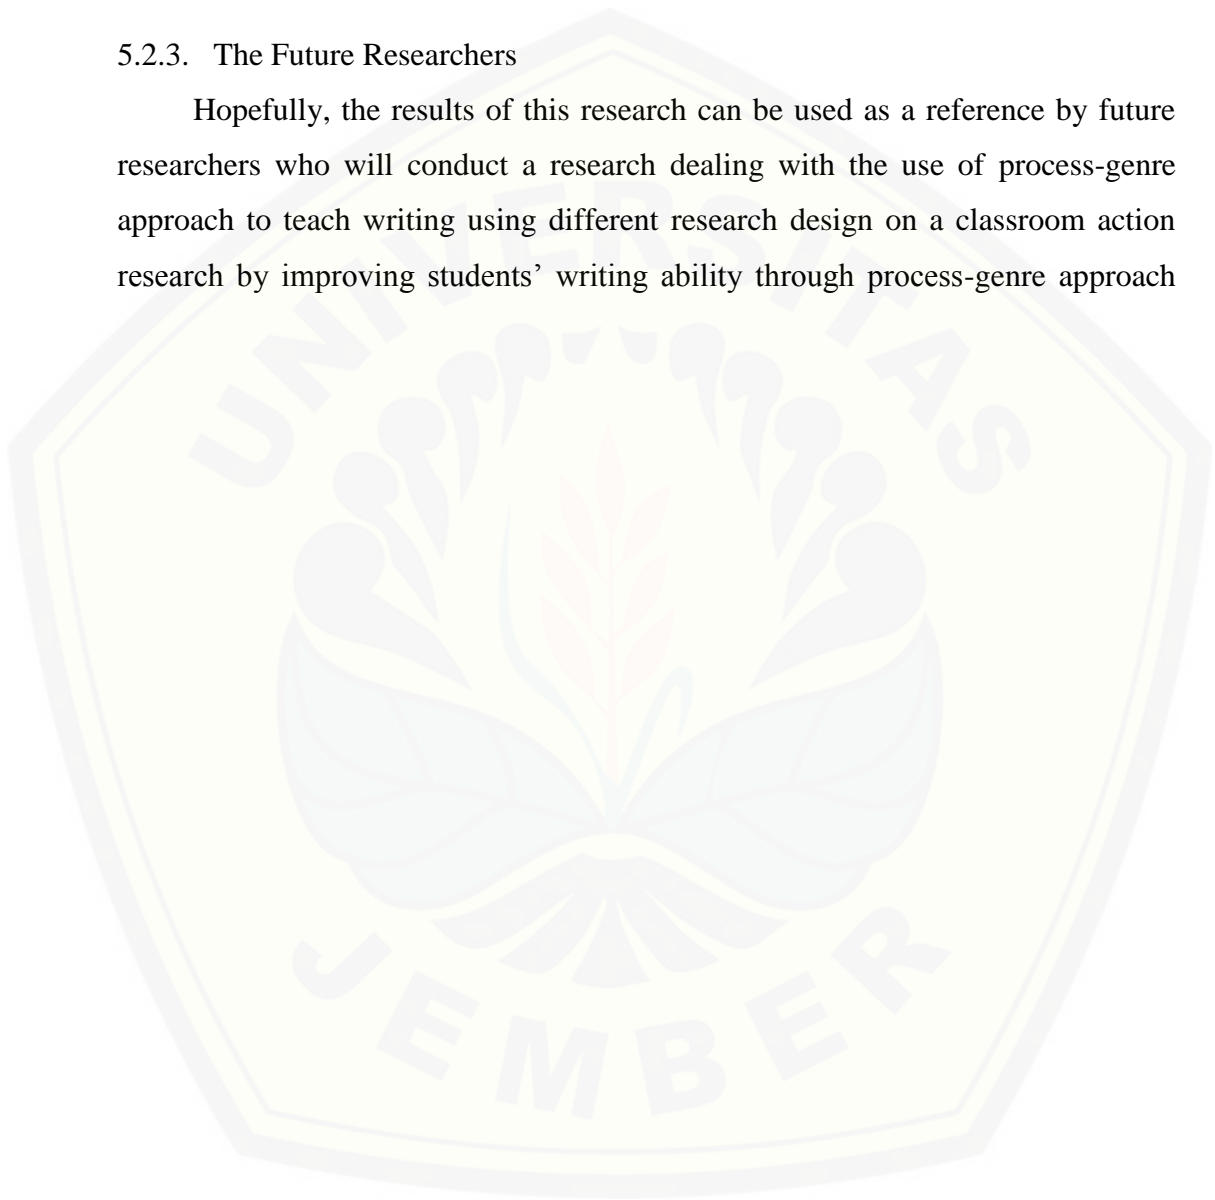 5.2.3. The Future Researchers
Hopefully, the results of this research can be used as a reference by future
researchers who will conduct a research dealing with the use of process-genre
approach to teach writing using different research design on a classroom action
research by improving students’ writing ability through process-genre approach
UNIVERSITAS
JEMBER